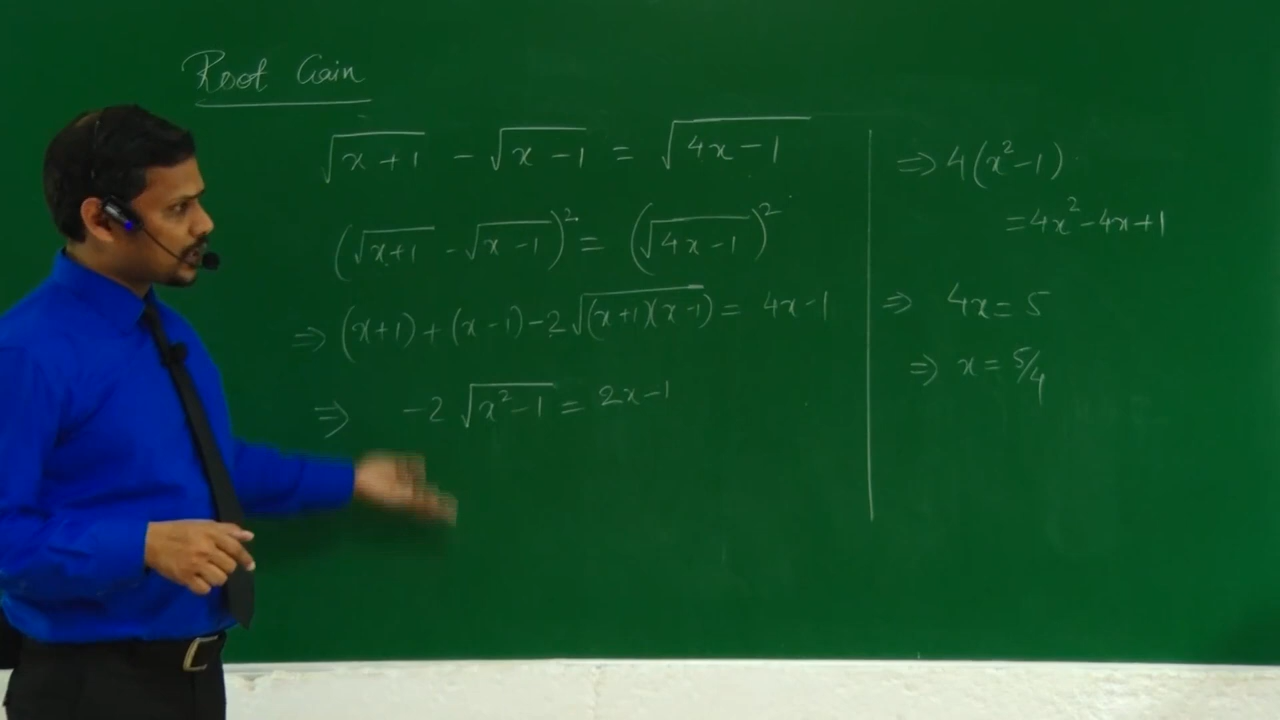 Root Gain
√(x+1) - √(x-1) = √(4x-1)
(√(x+1) - √(x-1))² = (√(4x-1))²
⇒ (x+1) + (x-1) - 2√((x+1)(x-1)) = 4x-1
⇒ -2√(x²-1) = 2x-1
⇒ 4(x²-1)
= 4x²-4x+1
⇒ 4x = 5
⇒ x = 5/4